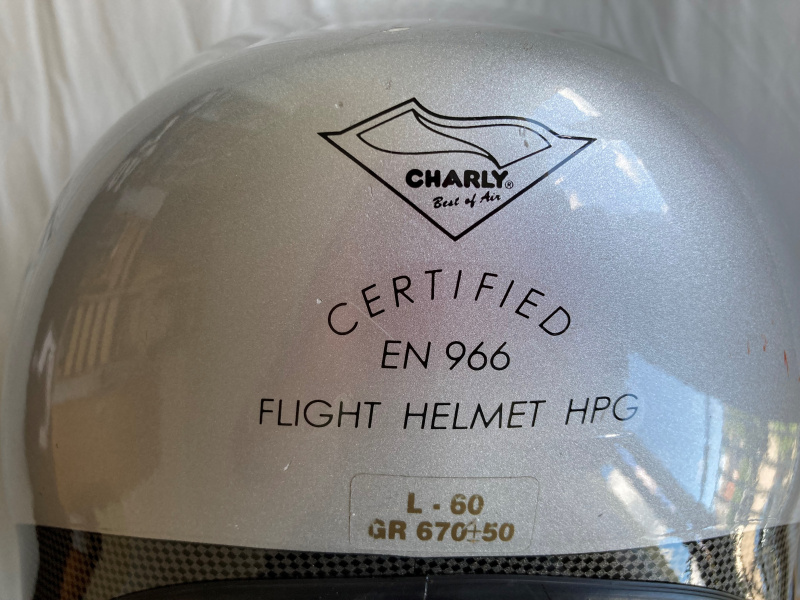 CHARLY®
Best of Air
CERTIFIED
EN 966
FLIGHT HELMET HPG
L - 60
GR 670±50